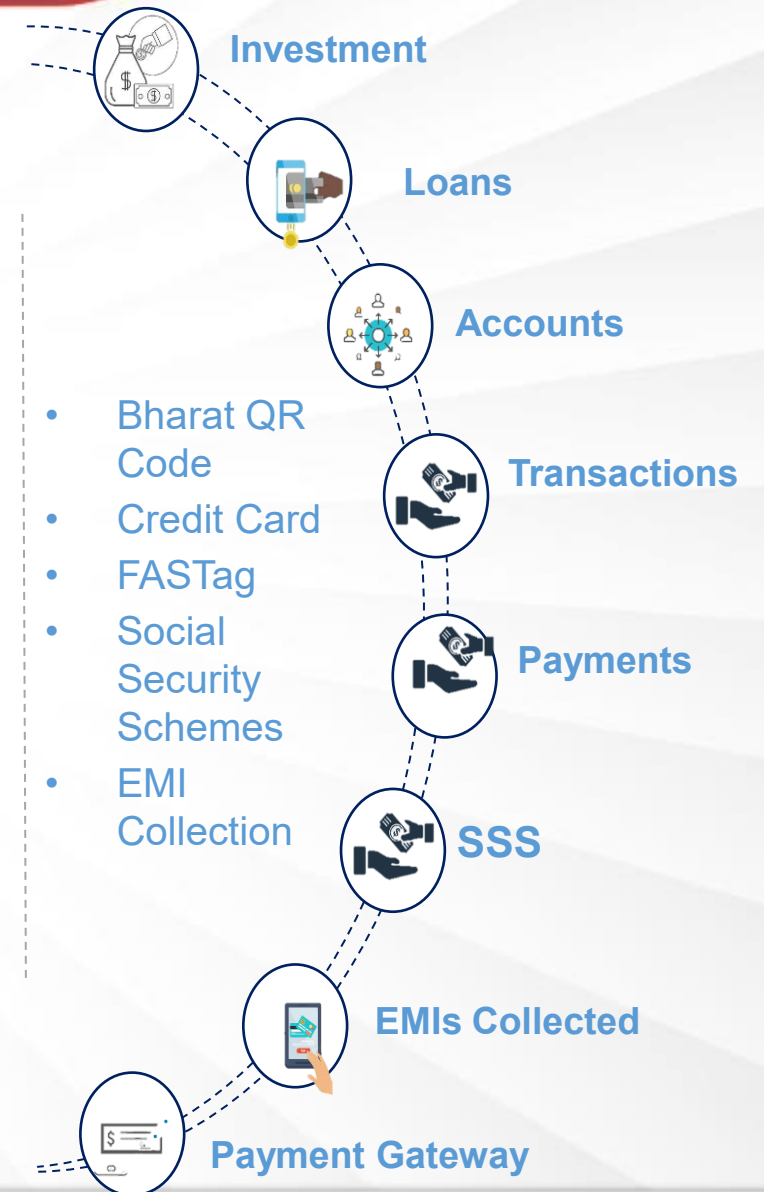 Investment
Loans
Accounts
• Bharat QR
Code
• Credit Card
• FASTag
• Social
Security
Schemes
• EMI
Collection
Transactions
Payments
SSS
EMIs Collected
Payment Gateway